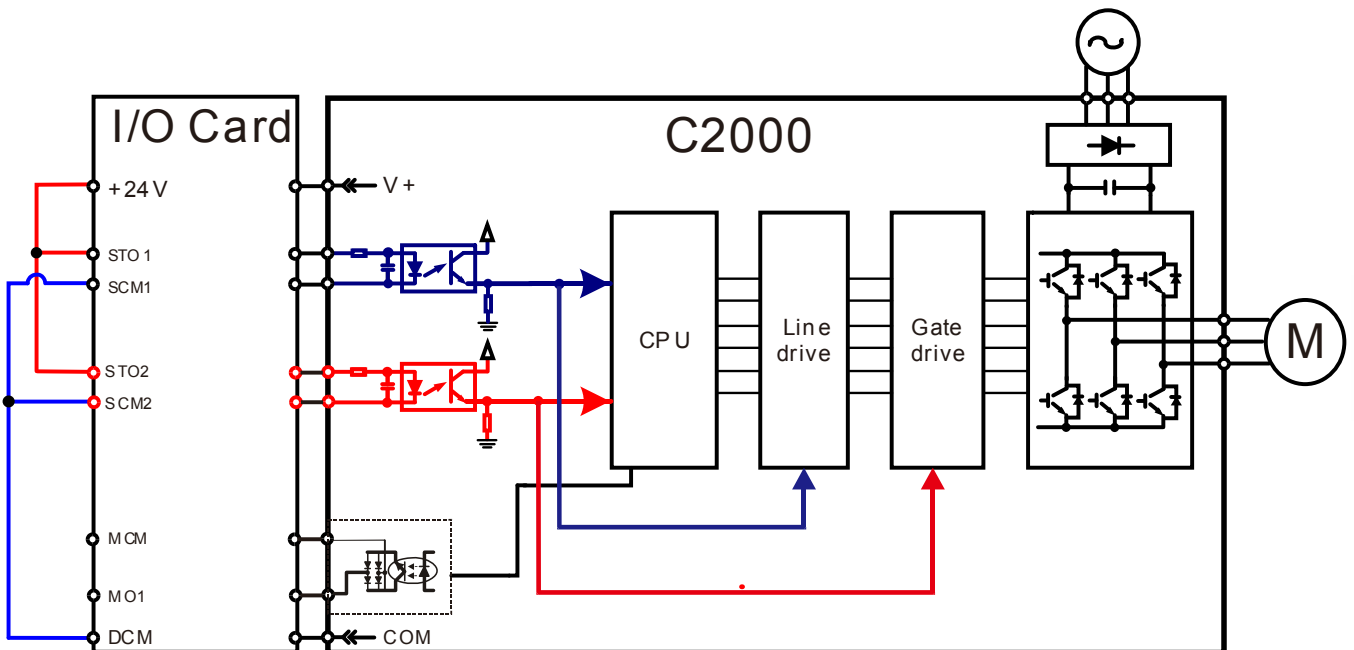 I/O Card
C2000
+24V
V+
STO1
SCM1
STO2
SCM2
CPU
Line
drive
Gate
drive
M
MCM
MO1
DCM
COM